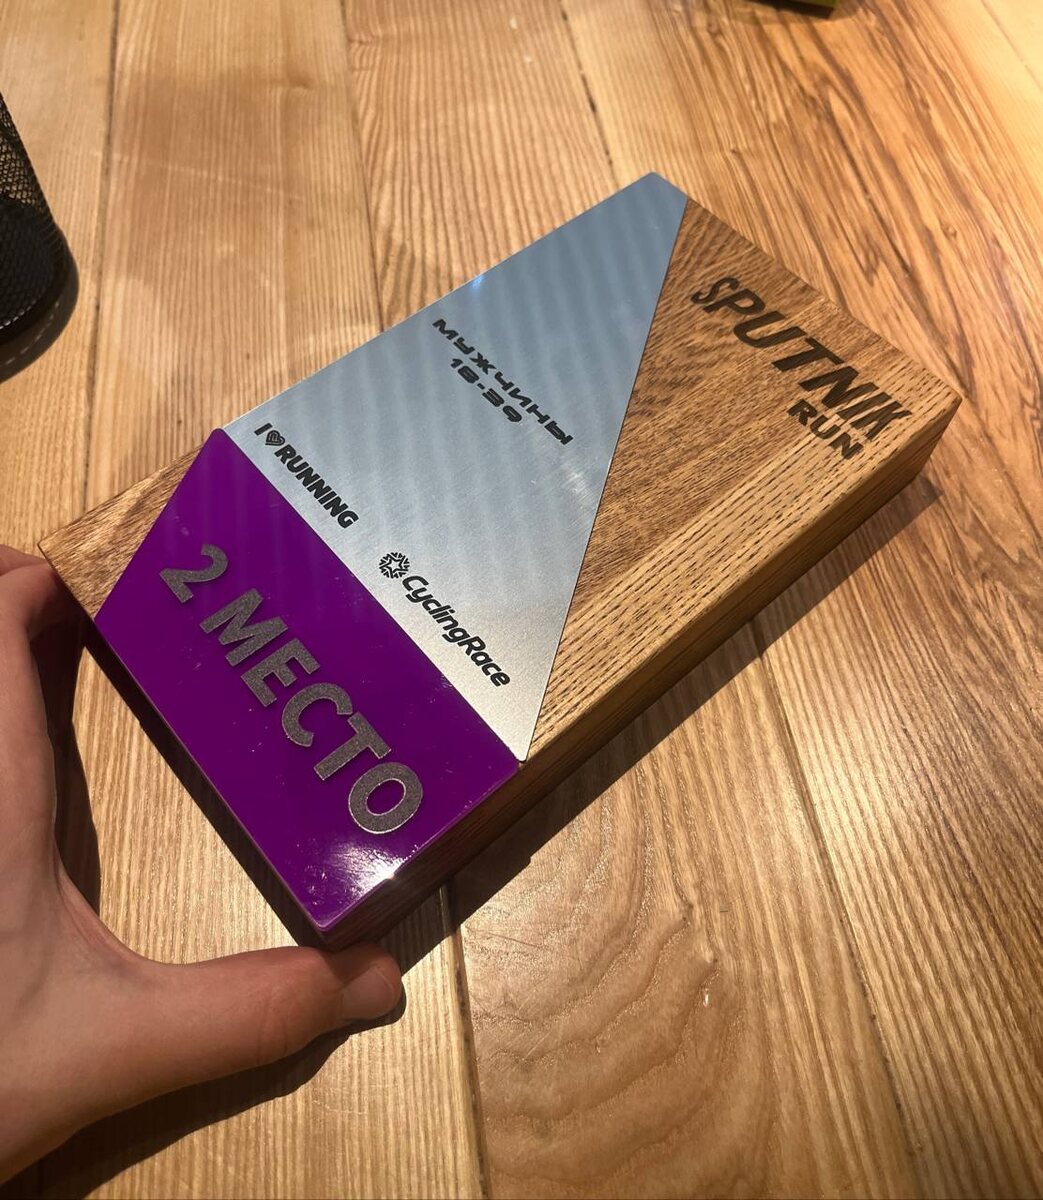 SPUTNIK
RUN
МУЖЧИНЫ
18-39
I RUNNING
CyclingRace
2 МЕСТО